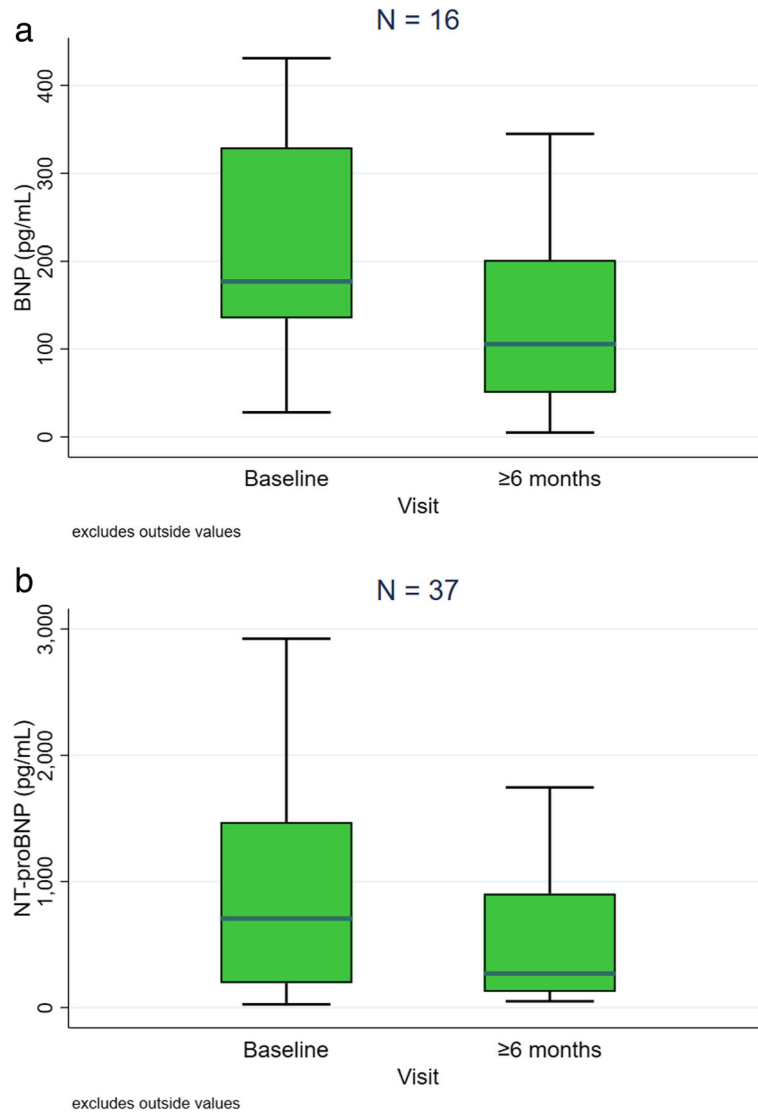 a
N = 16
BNP (pg/mL)
400
300
200
100
0
Baseline
≥6 months
Visit
excludes outside values
b
N = 37
NT-proBNP (pg/mL)
3,000
2,000
1,000
0
Baseline
≥6 months
Visit
excludes outside values